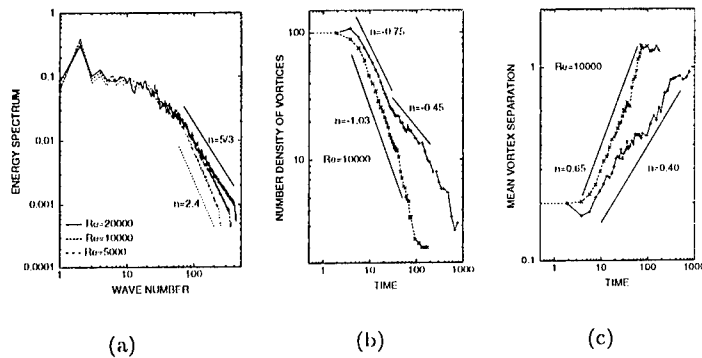 ENERGY SPECTRUM
1
0.1
0.01
0.001
0.0001
n=5/3
n=2.4
Re=20000
Re=10000
Re=5000
1 10 100
WAVE NUMBER
(a)
NUMBER DENSITY OF VORTICES
100
10
n=-0.75
n=-0.45
n=-1.03
Re=10000
1 10 100 1000
TIME
(b)
MEAN VORTEX SEPARATION
1
0.1
Re=10000
n=0.65
n=0.40
1 10 100 1000
TIME
(c)